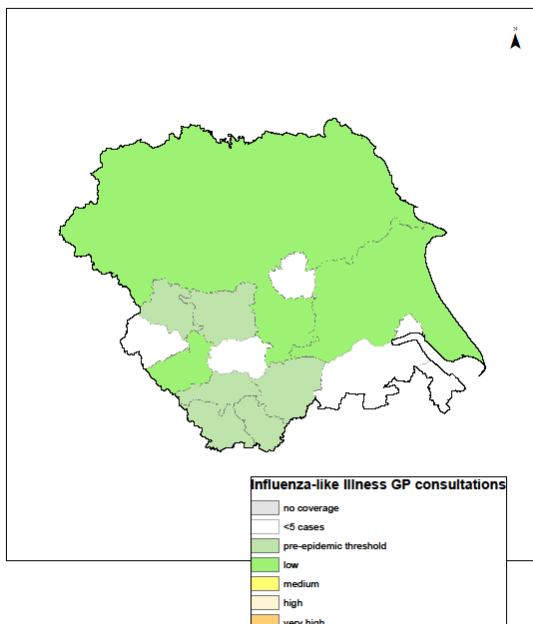 N
Influenza-like Illness GP consultations
no coverage
<5 cases
pre-epidemic threshold
low
medium
high
very high